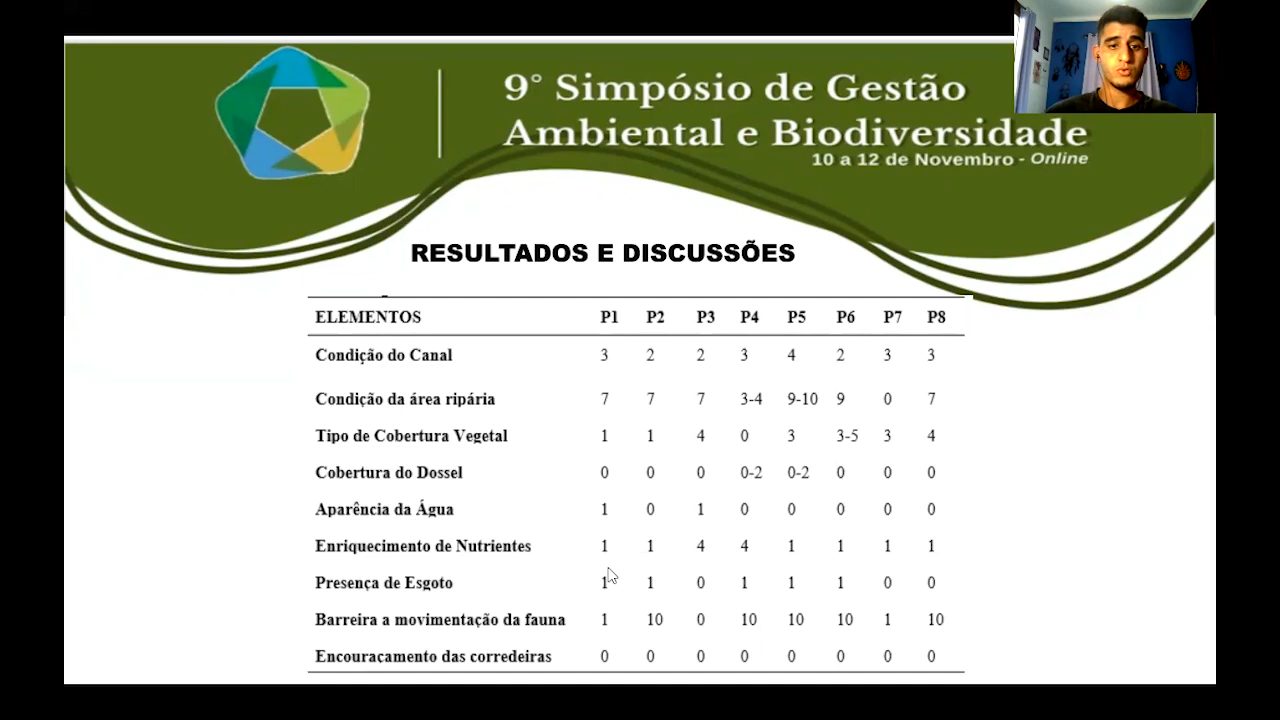 9° Simpósio de Gestão
Ambiental e Biodiversidade
10 a 12 de Novembro - Online
RESULTADOS E DISCUSSÕES
ELEMENTOS P1 P2 P3 P4 P5 P6 P7 P8
Condição do Canal 3 2 2 3 4 2 3 3
Condição da área ripária 7 7 7 3-4 9-10 9 0 7
Tipo de Cobertura Vegetal 1 1 4 0 3 3-5 3 4
Cobertura do Dossel 0 0 0 0-2 0-2 0 0 0
Aparência da Água 1 0 1 0 0 0 0 0
Enriquecimento de Nutrientes 1 1 4 4 1 1 1 1
Presença de Esgoto 1 1 0 1 1 1 0 0
Barreira a movimentação da fauna 1 10 0 10 10 10 1 10
Encouraçamento das corredeiras 0 0 0 0 0 0 0 0